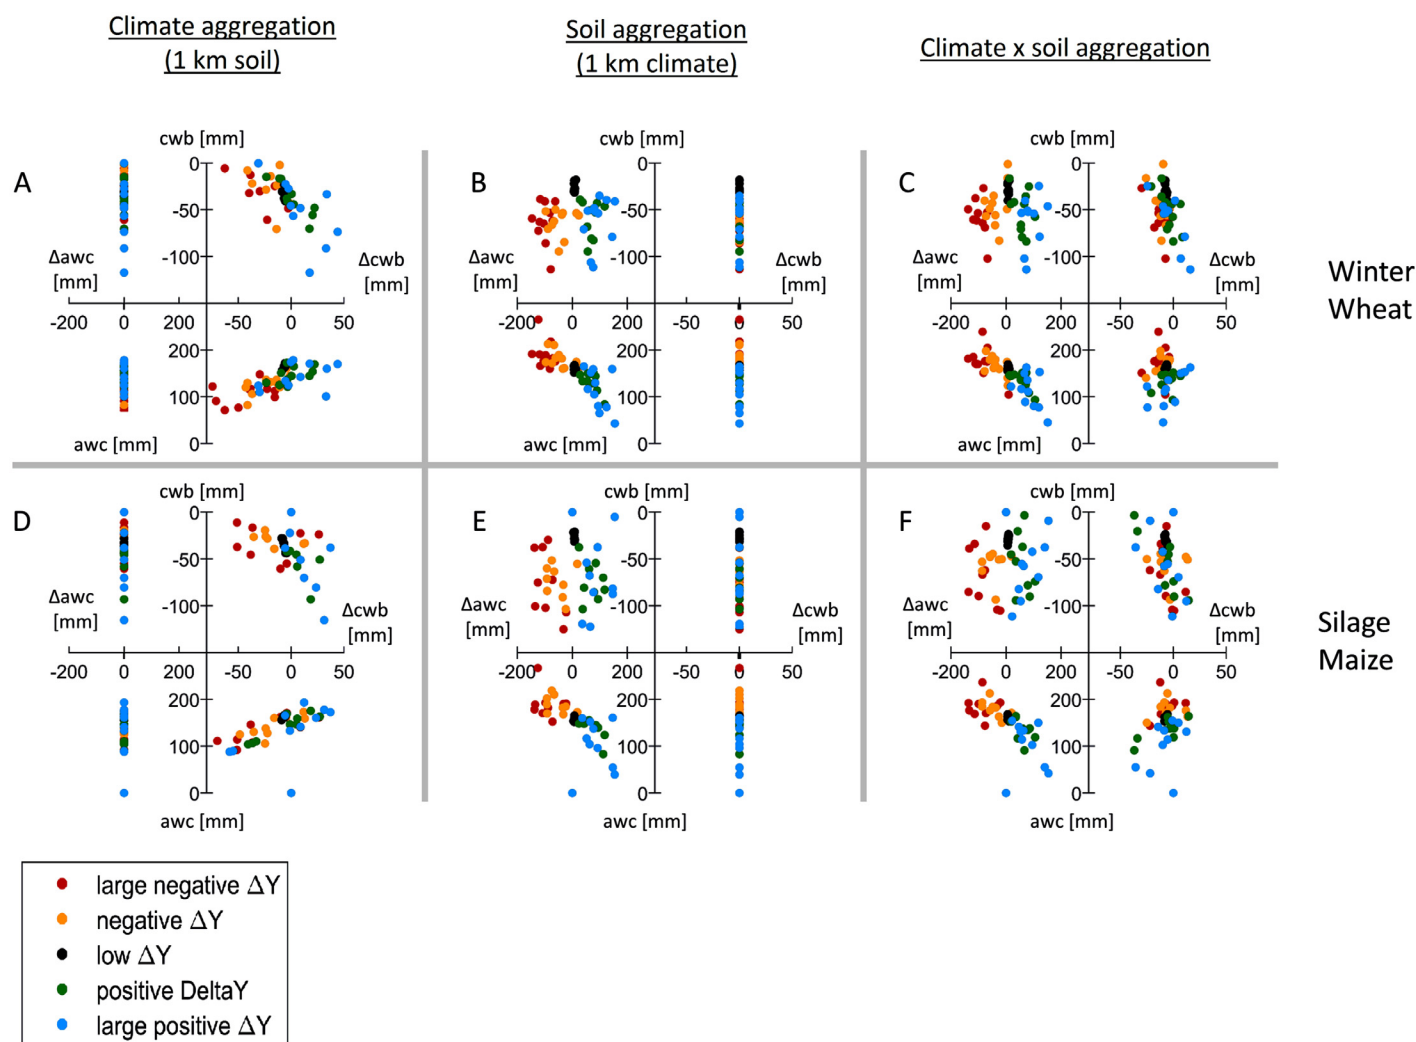 Climate aggregation
(1 km soil)
Soil aggregation
(1 km climate)
Climate x soil aggregation
A
cwb [mm]
0
-50
-100
Δawc
[mm]
Δcwb
[mm]
-200 0 200 -50 0 50
200
100
0
awc [mm]
B
cwb [mm]
0
-50
-100
Δawc
[mm]
Δcwb
[mm]
-200 0 200 -50 0 50
200
100
0
awc [mm]
C
cwb [mm]
0
-50
-100
Δawc
[mm]
Δcwb
[mm]
-200 0 200 -50 0 50
200
100
0
awc [mm]
Winter
Wheat
D
cwb [mm]
0
-50
-100
Δawc
[mm]
Δcwb
[mm]
-200 0 200 -50 0 50
200
100
0
awc [mm]
E
cwb [mm]
0
-50
-100
Δawc
[mm]
Δcwb
[mm]
-200 0 200 -50 0 50
200
100
0
awc [mm]
F
cwb [mm]
0
-50
-100
Δawc
[mm]
Δcwb
[mm]
-200 0 200 -50 0 50
200
100
0
awc [mm]
Silage
Maize
large negative ΔY
negative ΔY
low ΔY
positive DeltaY
large positive ΔY